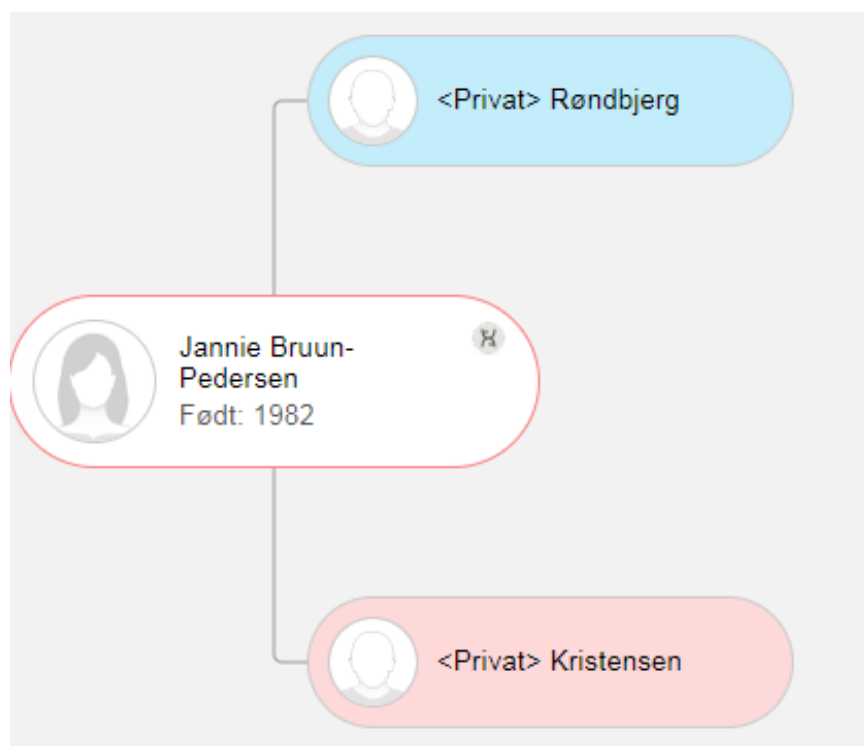 <Privat> Røndbjerg
Jannie Bruun-
Pedersen
Født: 1982
<Privat> Kristensen